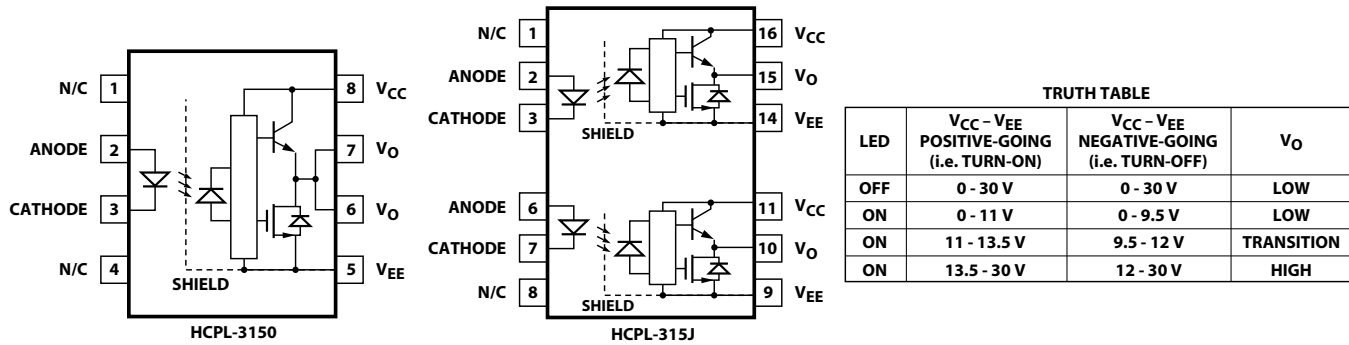 N/C 1
ANODE 2
CATHODE 3
N/C 4
SHIELD
8 VCC
7 VO
6 VO
5 VEE
HCPL-3150
N/C 1
ANODE 2
CATHODE 3
SHIELD
16 VCC
15 VO
14 VEE
ANODE 6
CATHODE 7
N/C 8
SHIELD
11 VCC
10 VO
9 VEE
HCPL-315J
TRUTH TABLE
LED
VCC – VEE
POSITIVE-GOING
(i.e. TURN-ON)
VCC – VEE
NEGATIVE-GOING
(i.e. TURN-OFF)
VO
OFF 0 - 30 V 0 - 30 V LOW
ON 0 - 11 V 0 - 9.5 V LOW
ON 11 - 13.5 V 9.5 - 12 V TRANSITION
ON 13.5 - 30 V 12 - 30 V HIGH